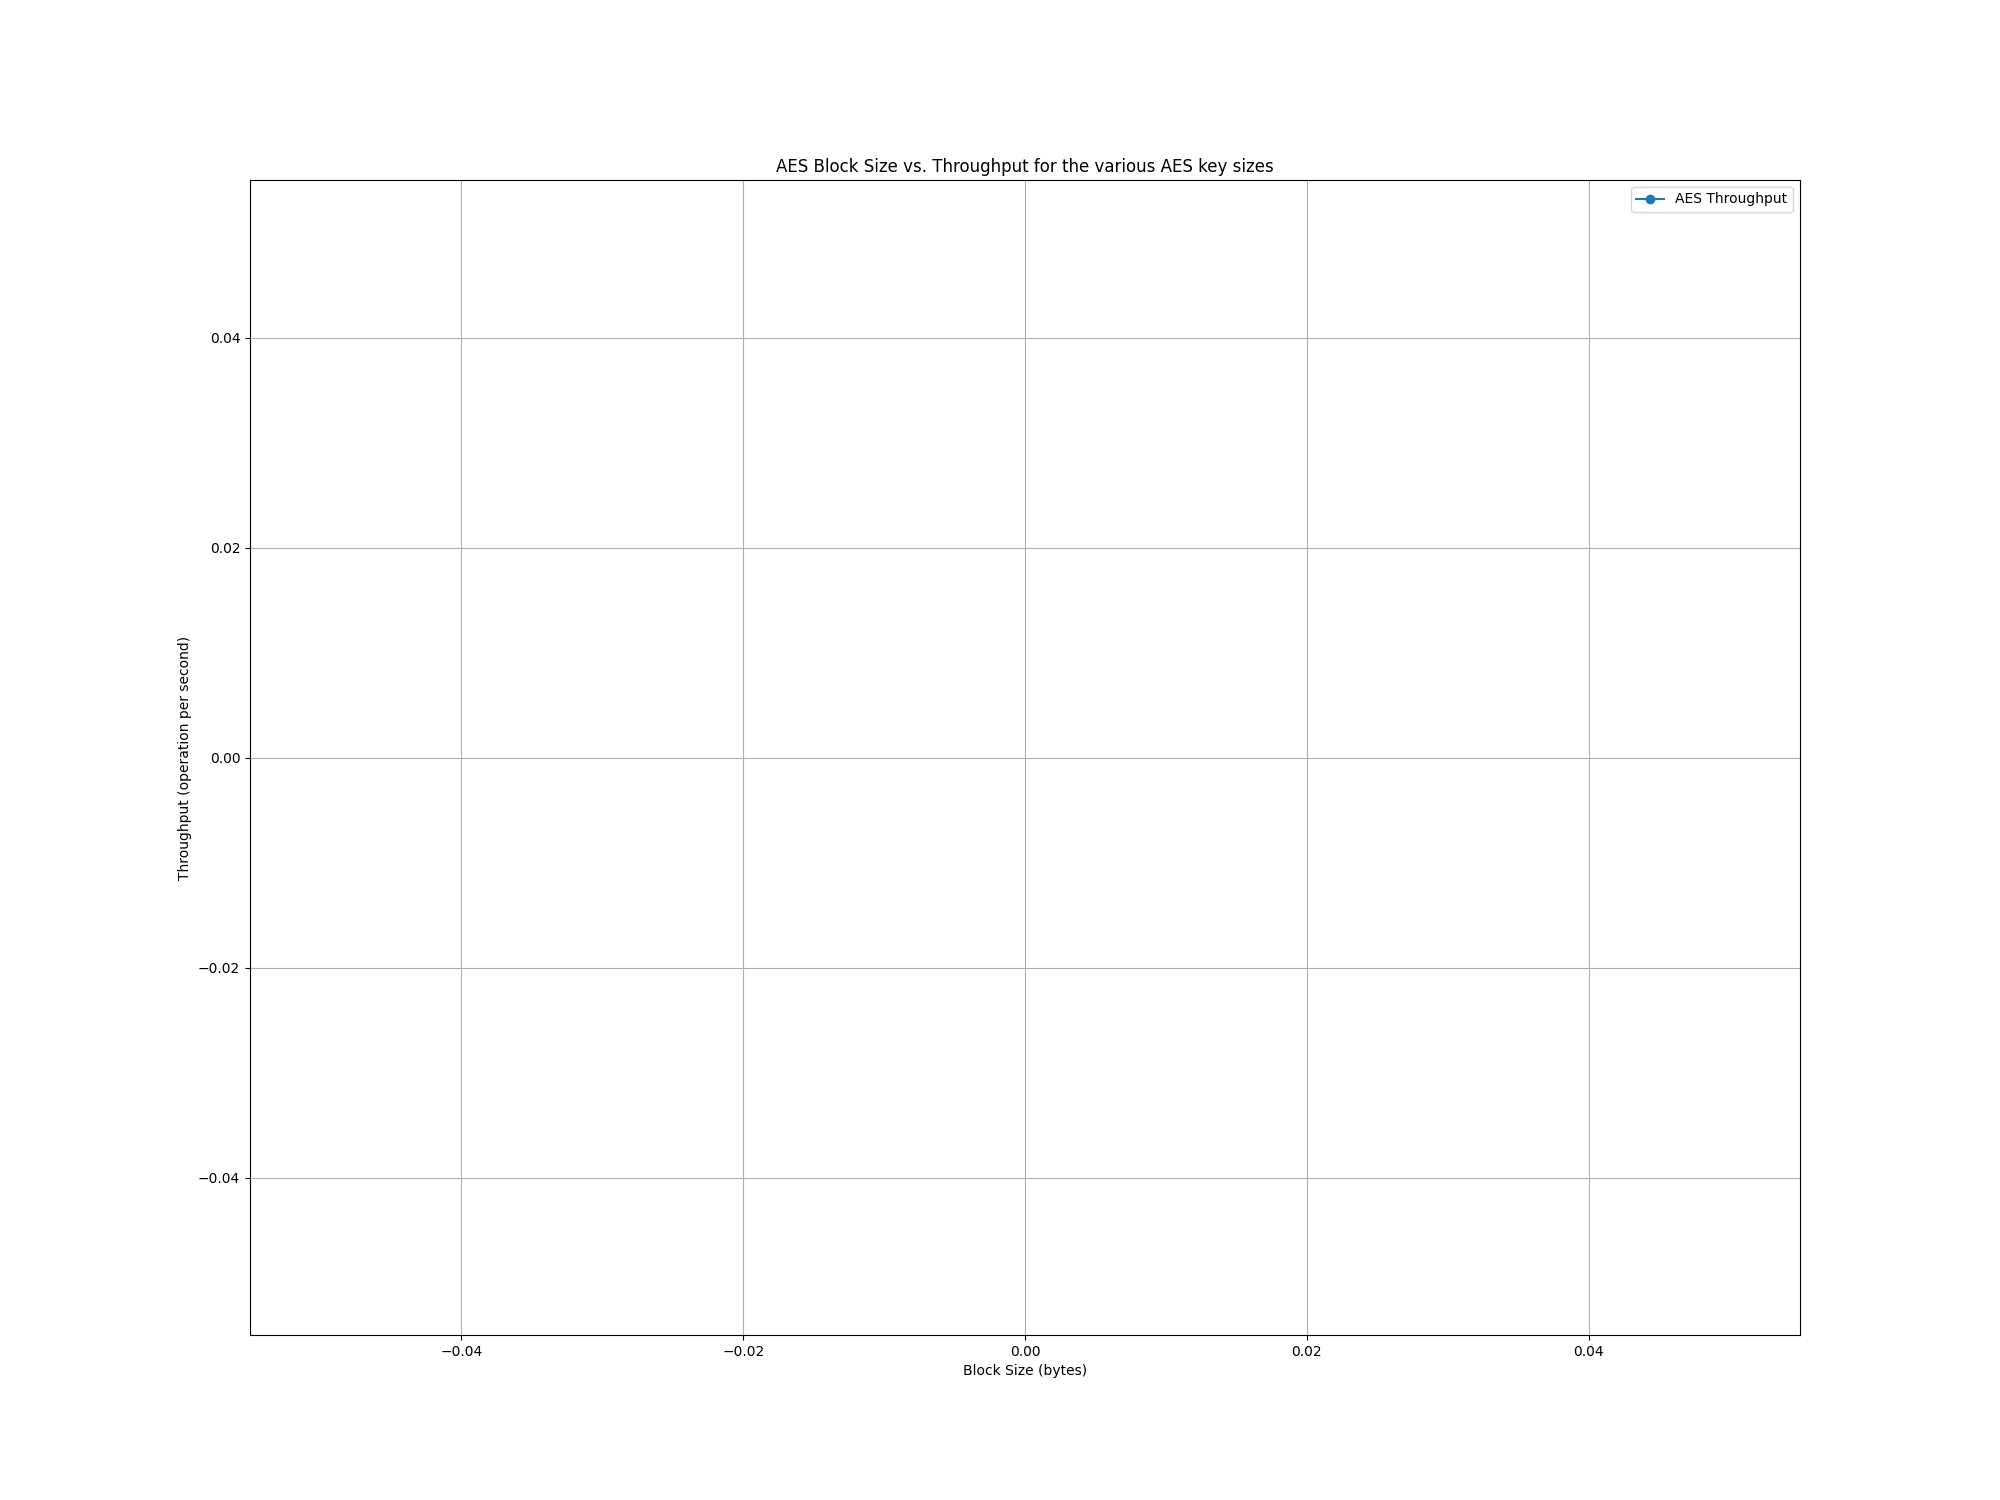 AES Block Size vs. Throughput for the various AES key sizes
AES Throughput
0.04
0.02
0.00
−0.02
−0.04
Throughput (operation per second)
−0.04
−0.02
0.00
0.02
0.04
Block Size (bytes)